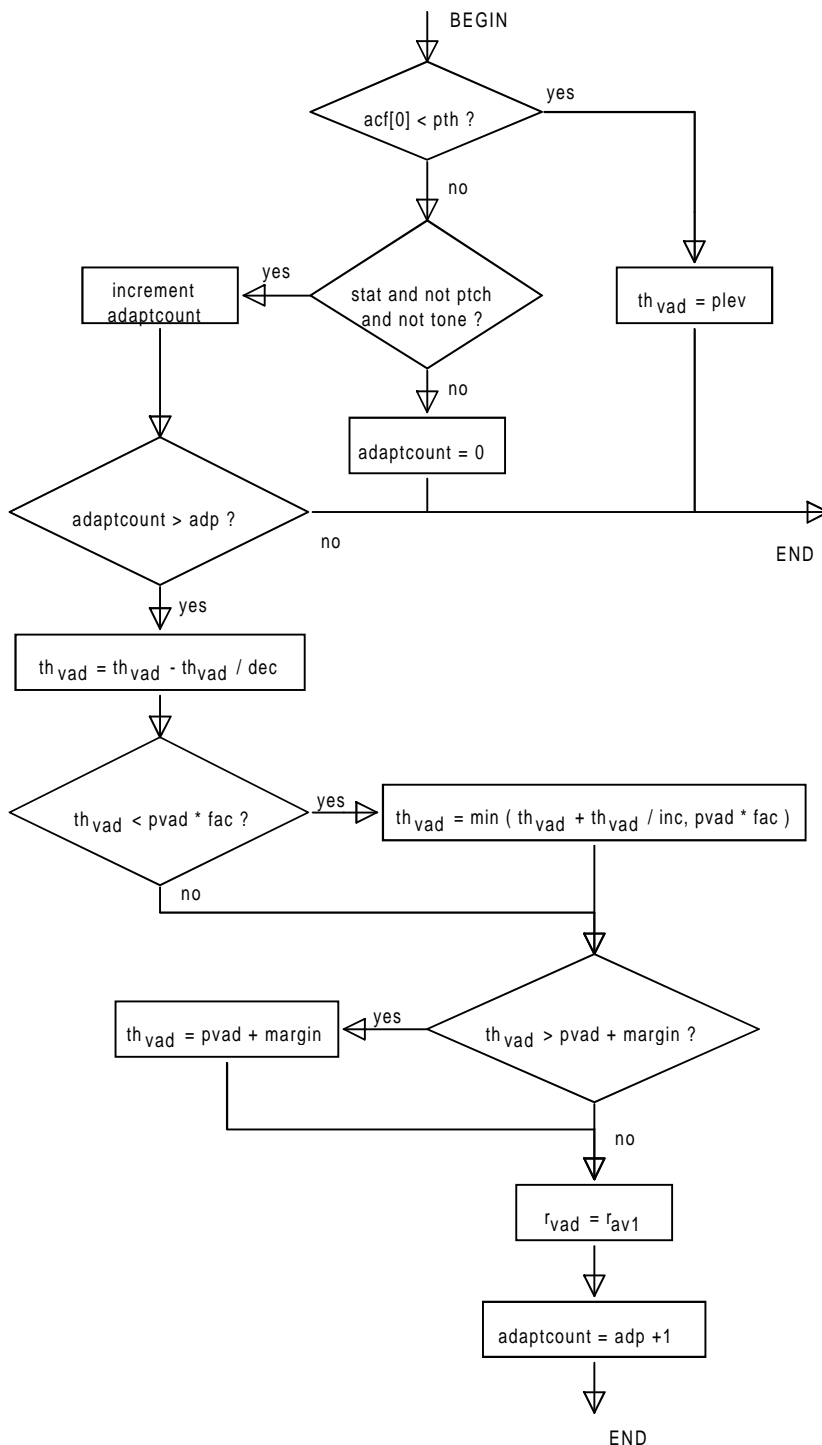 BEGIN
acf[0] < pth ?
yes
no
stat and not ptch
and not tone ?
yes
increment
adaptcount
th vad = plev
no
adaptcount = 0
adaptcount > adp ?
no
END
yes
th vad = th vad - th vad / dec
th vad < pvad * fac ?
yes
th vad = min ( th vad + th vad / inc, pvad * fac )
no
th vad > pvad + margin ?
yes
th vad = pvad + margin
no
r vad = r av1
adaptcount = adp +1
END